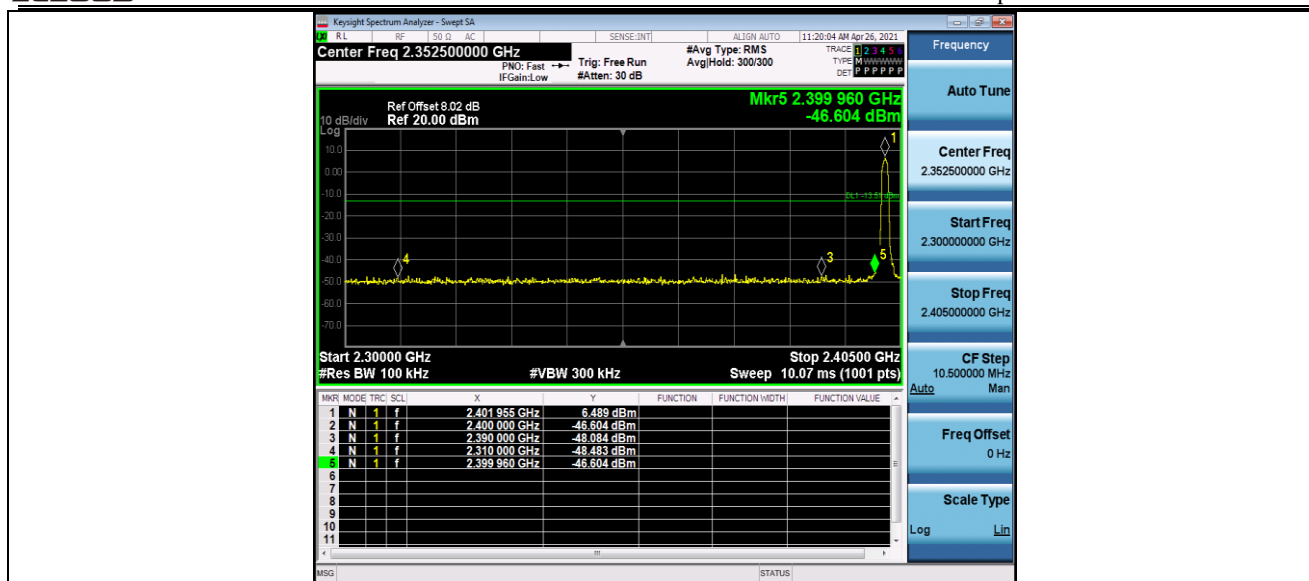 Keysight Spectrum Analyzer - Swept SA
RL RF 50 Ω AC SENSE:INT ALIGN AUTO 11:20:04 AM Apr 26, 2021
Center Freq 2.352500000 GHz
PNO: Fast
IFGain:Low
Trig: Free Run
#Atten: 30 dB
#Avg Type: RMS
Avg|Hold: 300/300
TRACE 1 2 3 4 5 6
TYPE M WWWWW
DET P P P P P P
Ref Offset 8.02 dB
Ref 20.00 dBm
Mkr5 2.399 960 GHz
-46.604 dBm
10 dB/div
Log
10.0
0.00
-10.0
-20.0
-30.0
-40.0
-50.0
-60.0
-70.0
DL1 -13.51 dBm
1
3
4
5
Start 2.30000 GHz
Stop 2.40500 GHz
#Res BW 100 kHz
#VBW 300 kHz
Sweep 10.07 ms (1001 pts)
MKR MODE TRC SCL X Y FUNCTION FUNCTION WIDTH FUNCTION VALUE
1 N 1 f 2.401 955 GHz 6.489 dBm
2 N 1 f 2.400 000 GHz -46.604 dBm
3 N 1 f 2.390 000 GHz -48.084 dBm
4 N 1 f 2.310 000 GHz -48.483 dBm
5 N 1 f 2.399 960 GHz -46.604 dBm
6
7
8
9
10
11
MSG
STATUS
Frequency
Auto Tune
Center Freq
2.352500000 GHz
Start Freq
2.300000000 GHz
Stop Freq
2.405000000 GHz
CF Step
10.500000 MHz
Auto Man
Freq Offset
0 Hz
Scale Type
Log Lin